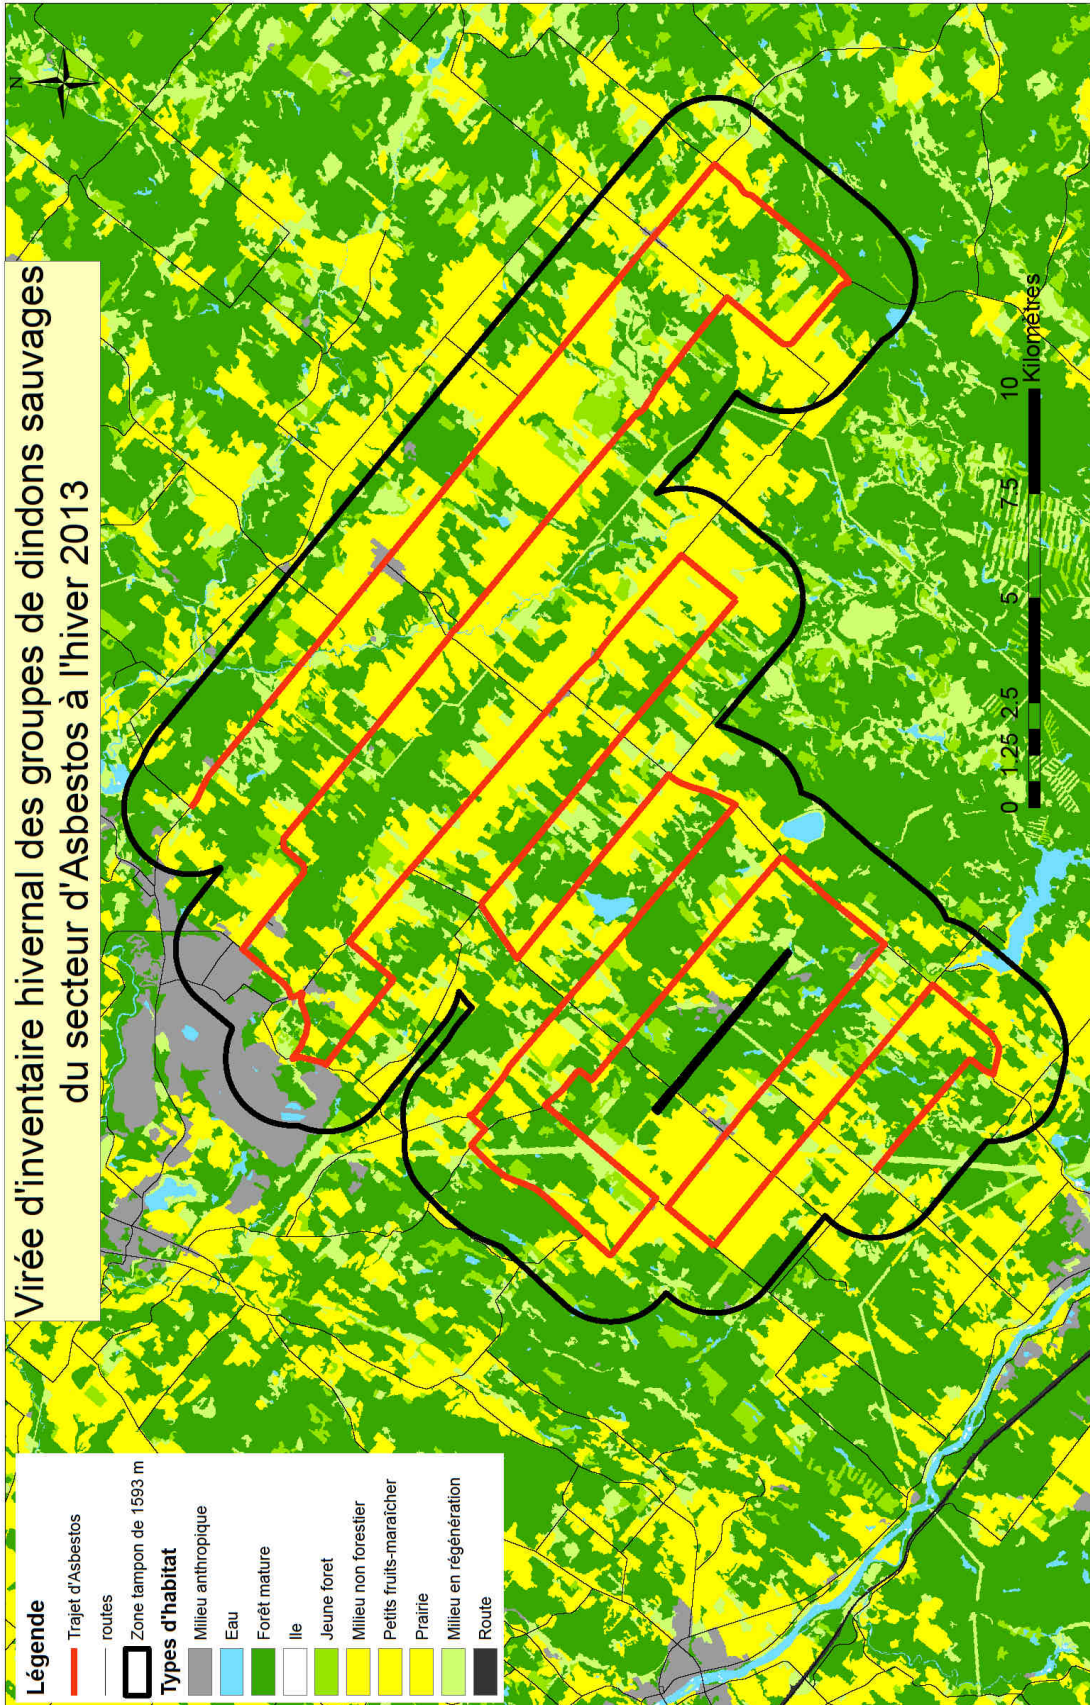 Virée d'inventaire hivernal des groupes de dindons sauvages
du secteur d'Asbestos à l'hiver 2013
N
Légende
Trajet d'Asbestos
routes
Zone tampon de 1593 m
Types d'habitat
Milieu anthropique
Eau
Forêt mature
Ile
Jeune foret
Milieu non forestier
Petits fruits-maraîcher
Prairie
Milieu en régénération
Route
0 1.25 2.5 5 7.5 10
Kilomètres